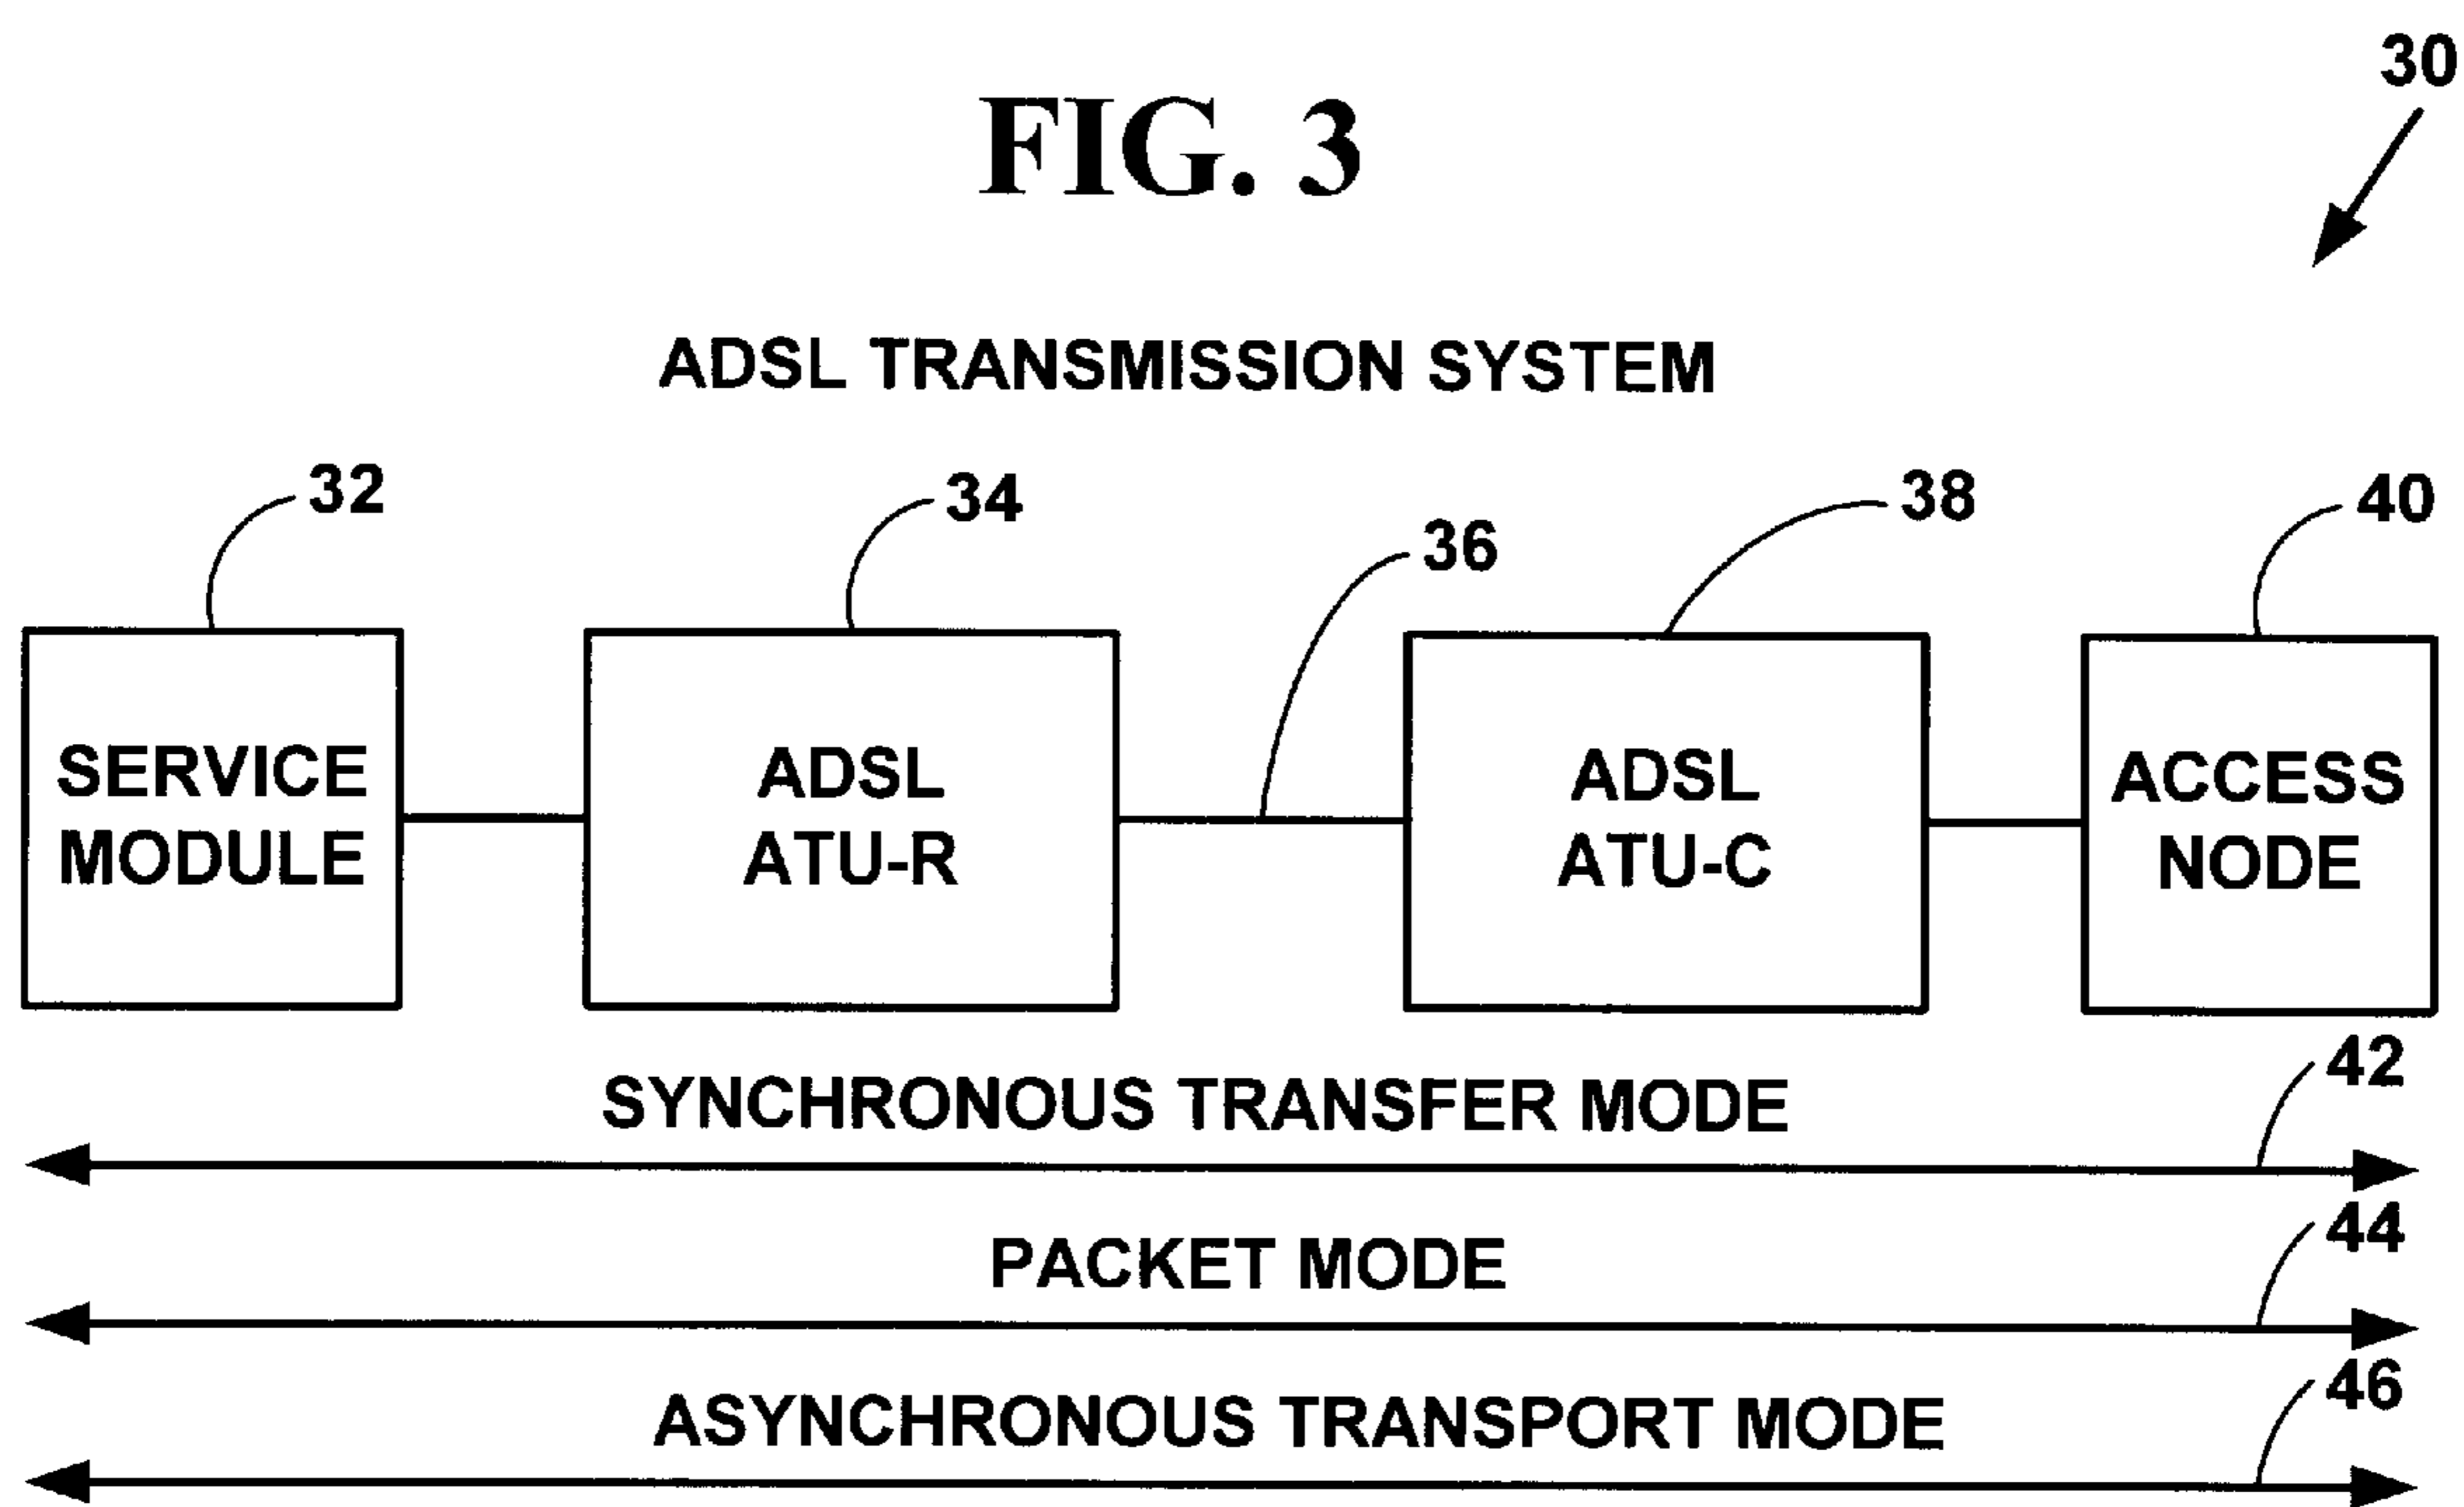 30
FIG. 3
ADSL TRANSMISSION SYSTEM
32
34
36
38
40
SERVICE
MODULE
ADSL
ATU-R
ADSL
ATU-C
ACCESS
NODE
42
SYNCHRONOUS TRANSFER MODE
44
PACKET MODE
46
ASYNCHRONOUS TRANSPORT MODE